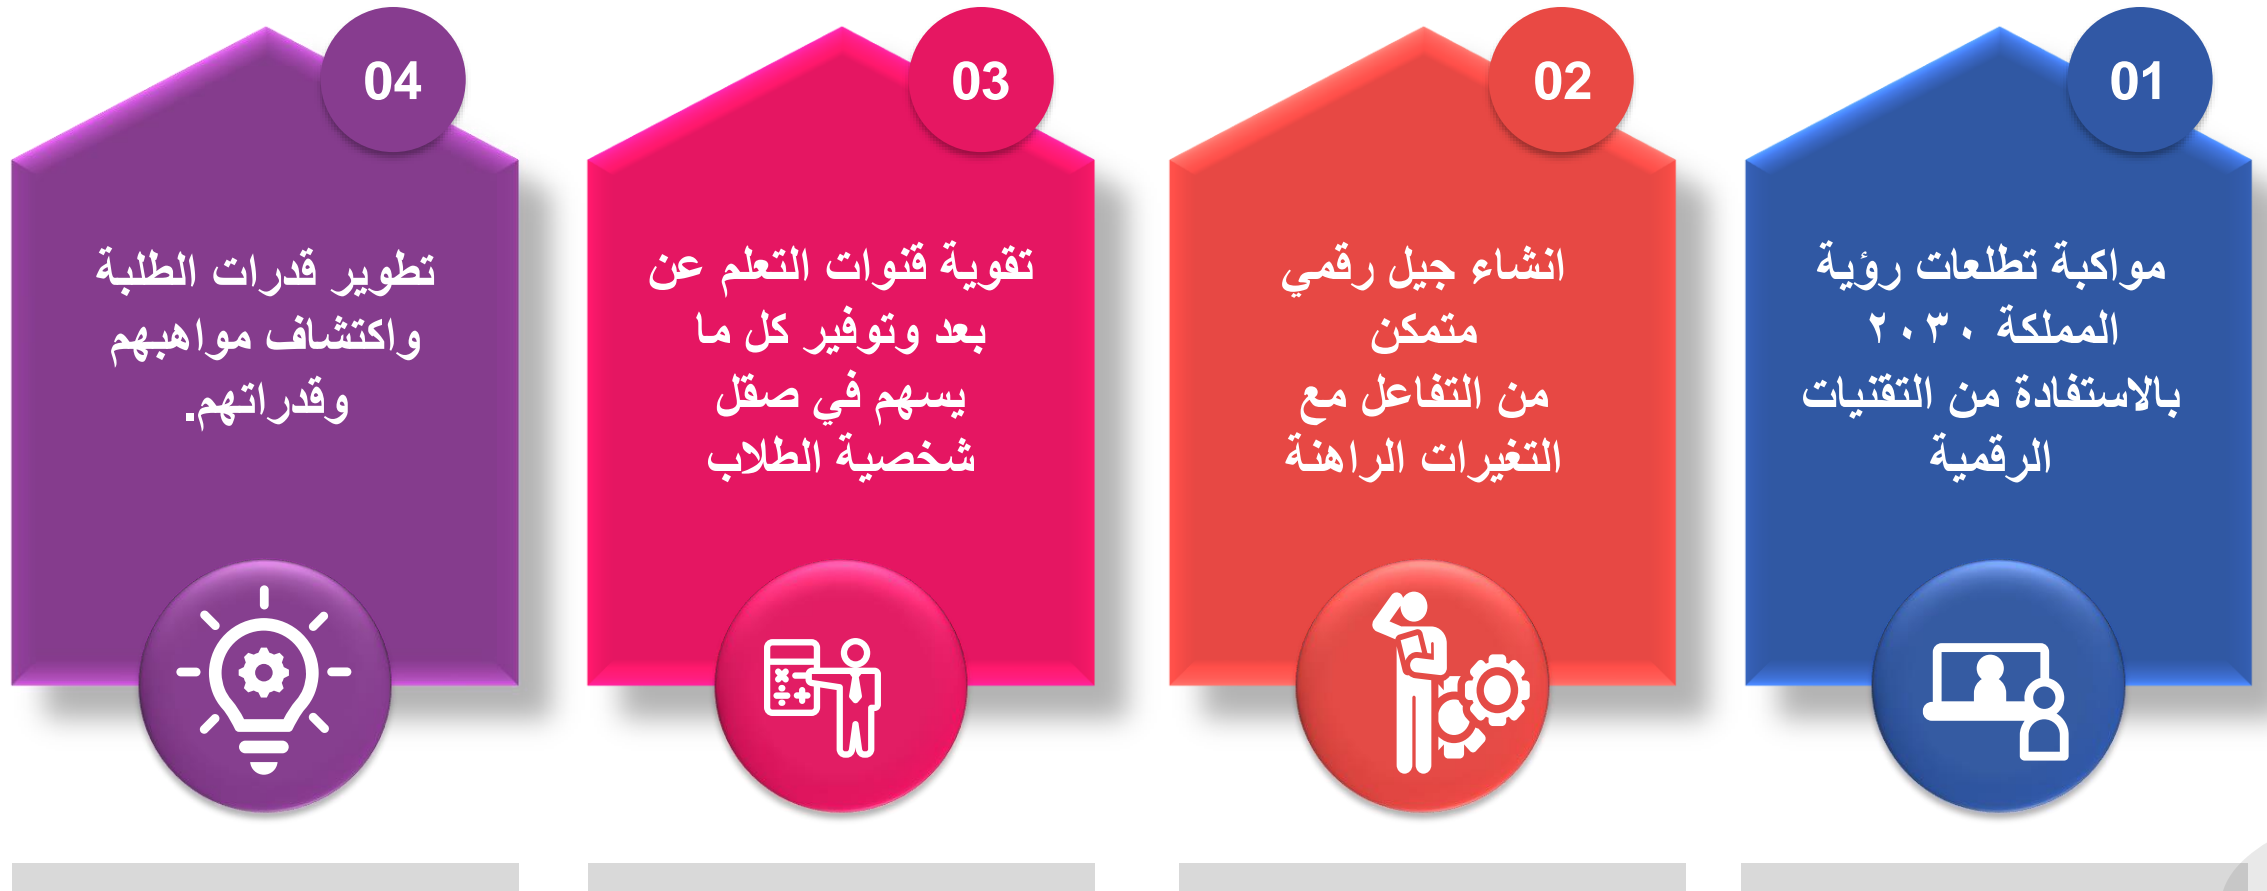 01
مواكبة تطلعات رؤية
المملكة ٢٠٣٠
بالاستفادة من التقنيات
الرقمية
02
انشاء جيل رقمي
متمكن
من التفاعل مع
التغيرات الراهنة
03
تقوية قنوات التعلم عن
بعد وتوفير كل ما
يسهم في صقل
شخصية الطلاب
04
تطوير قدرات الطلبة
واكتشاف مواهبهم
وقدراتهم.